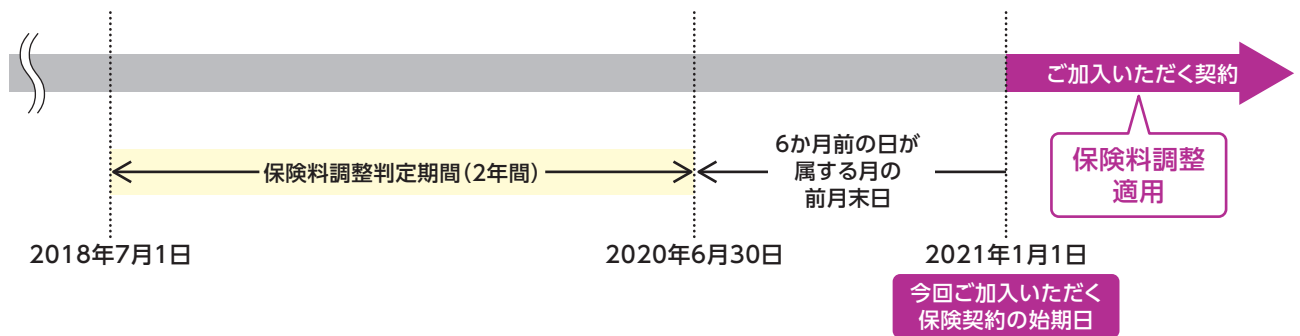 ご加入いただく契約
保険料調整
適用
保険料調整判定期間(2年間)
6か月前の日が
属する月の
前月末日
2018年7月1日
2020年6月30日
2021年1月1日
今回ご加入いただく
保険契約の始期日